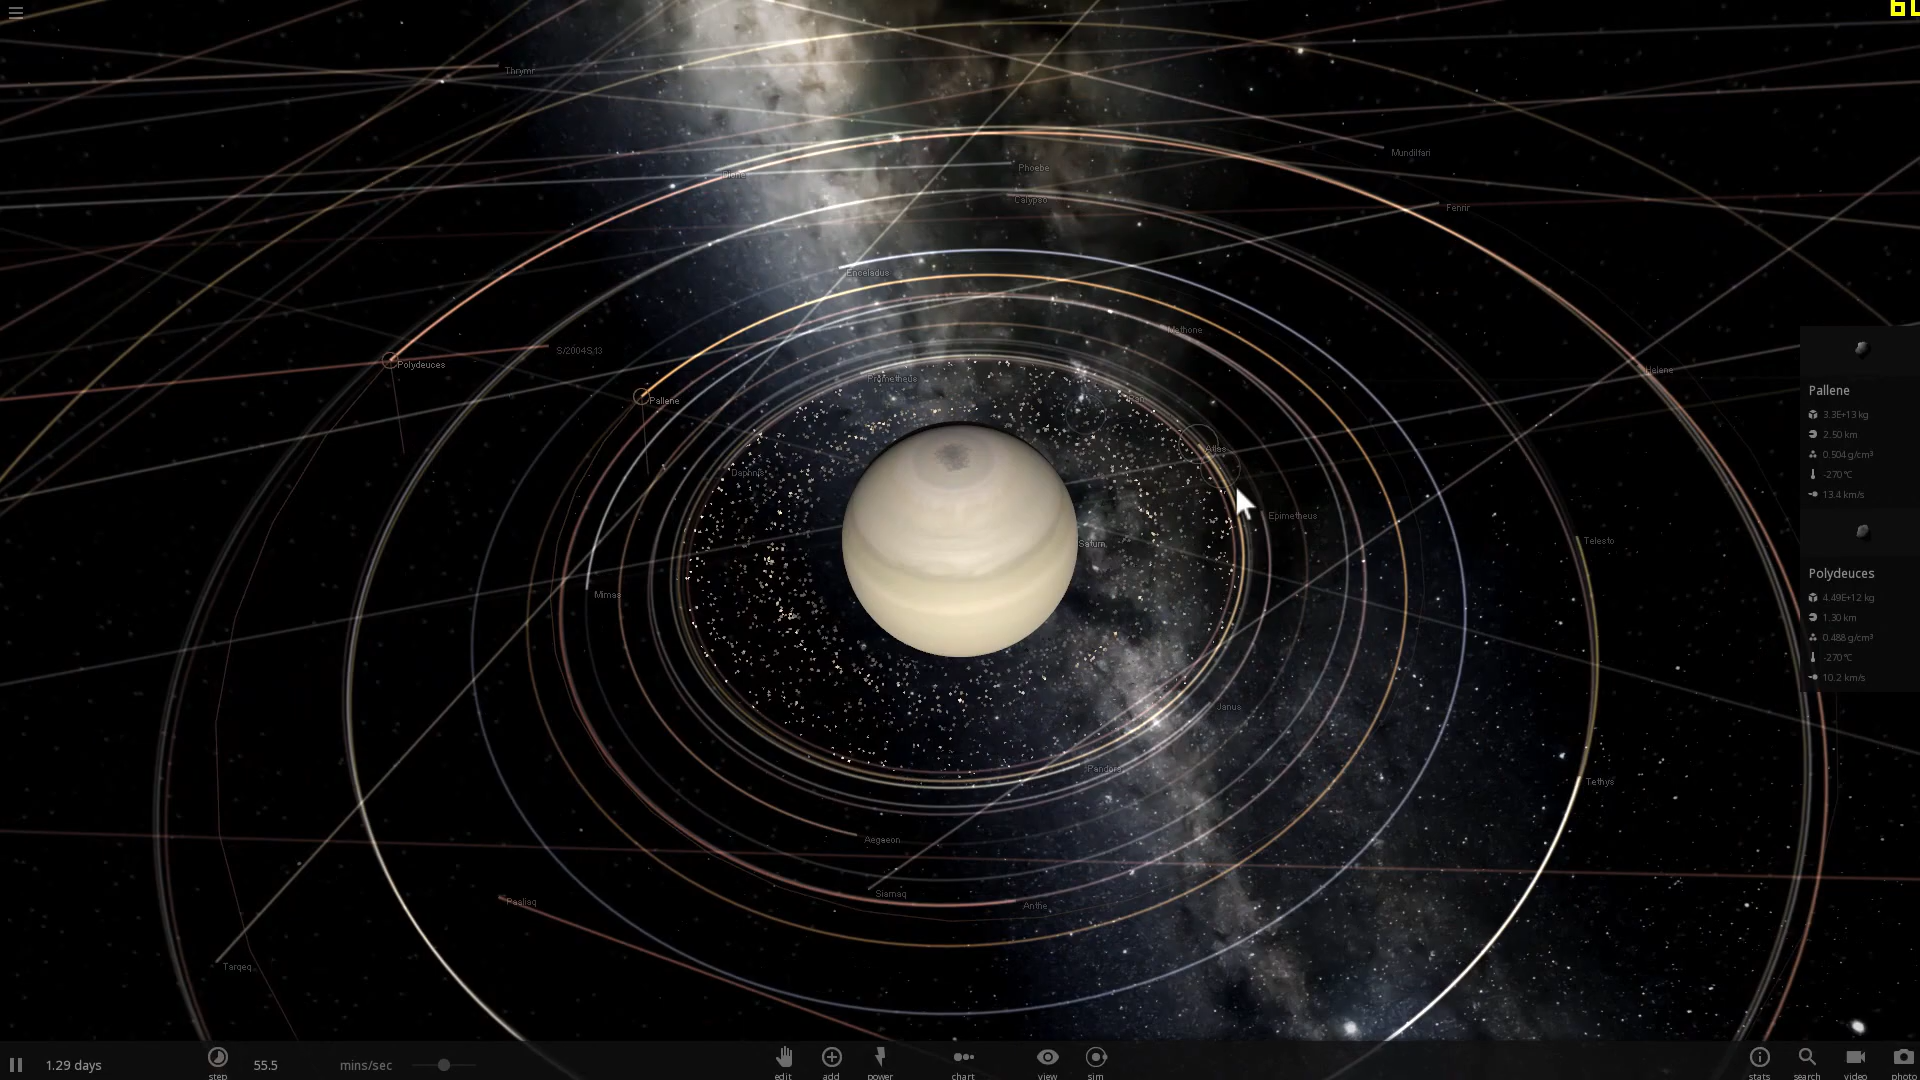 60
Thrymr
Mundilfari
Phoebe
Dione
Calypso
Fenrir
Enceladus
Methone
S/2004 S 13
Polydeuces
Helene
Prometheus
Pallene
Pan
Atlas
Daphnis
Epimetheus
Telesto
Saturn
Mimas
Janus
Pandora
Tethys
Aegaeon
Siarnaq
Paaliaq
Anthe
Tarqeq
Pallene
3.3E+13 kg
2.50 km
0.504 g/cm³
-270°C
13.4 km/s
Polydeuces
4.49E+12 kg
1.30 km
0.488 g/cm³
-270°C
10.2 km/s
1.29 days
step
55.5 mins/sec
edit add power chart view sim
stats search video photo